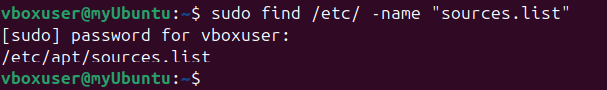 vboxuser@myUbuntu:~$ sudo find /etc/ -name "sources.list"
[sudo] password for vboxuser:
/etc/apt/sources.list
vboxuser@myUbuntu:~$